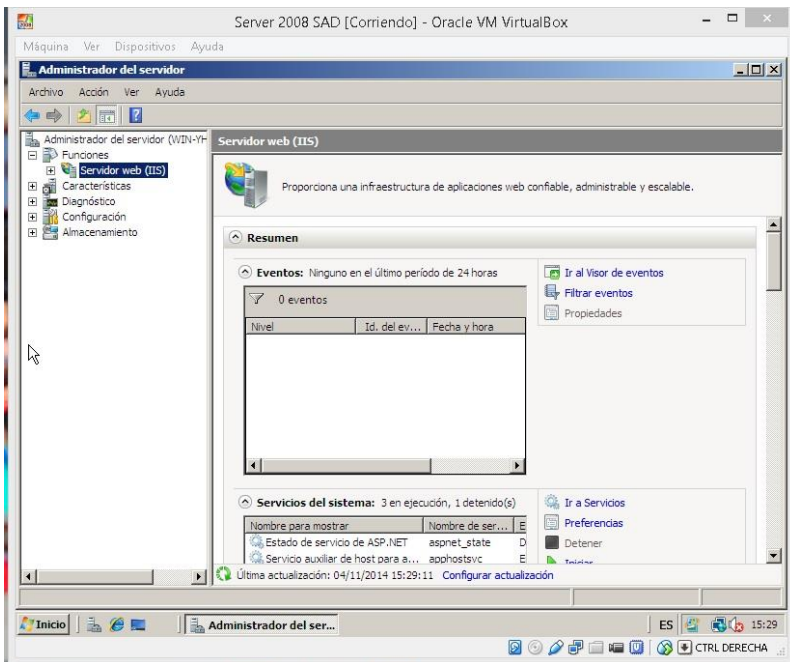 Server 2008 SAD [Corriendo] - Oracle VM VirtualBox
Máquina Ver Dispositivos Ayuda
Administrador del servidor
Archivo Acción Ver Ayuda
Administrador del servidor (WIN-YH
Funciones
Servidor web (IIS)
Características
Diagnóstico
Configuración
Almacenamiento
Servidor web (IIS)
Proporciona una infraestructura de aplicaciones web confiable, administrable y escalable.
Resumen
Eventos: Ninguno en el último período de 24 horas
0 eventos
Nivel Id. del ev... Fecha y hora
Ir al Visor de eventos
Filtrar eventos
Propiedades
Servicios del sistema: 3 en ejecución, 1 detenido(s)
Nombre para mostrar Nombre de ser... E
Estado de servicio de ASP.NET aspnet_state D
Servicio auxiliar de host para a... apphostsvc E
Ir a Servicios
Preferencias
Detener
Iniciar
Última actualización: 04/11/2014 15:29:11 Configurar actualización
Inicio Administrador del ser... ES 15:29
CTRL DERECHA